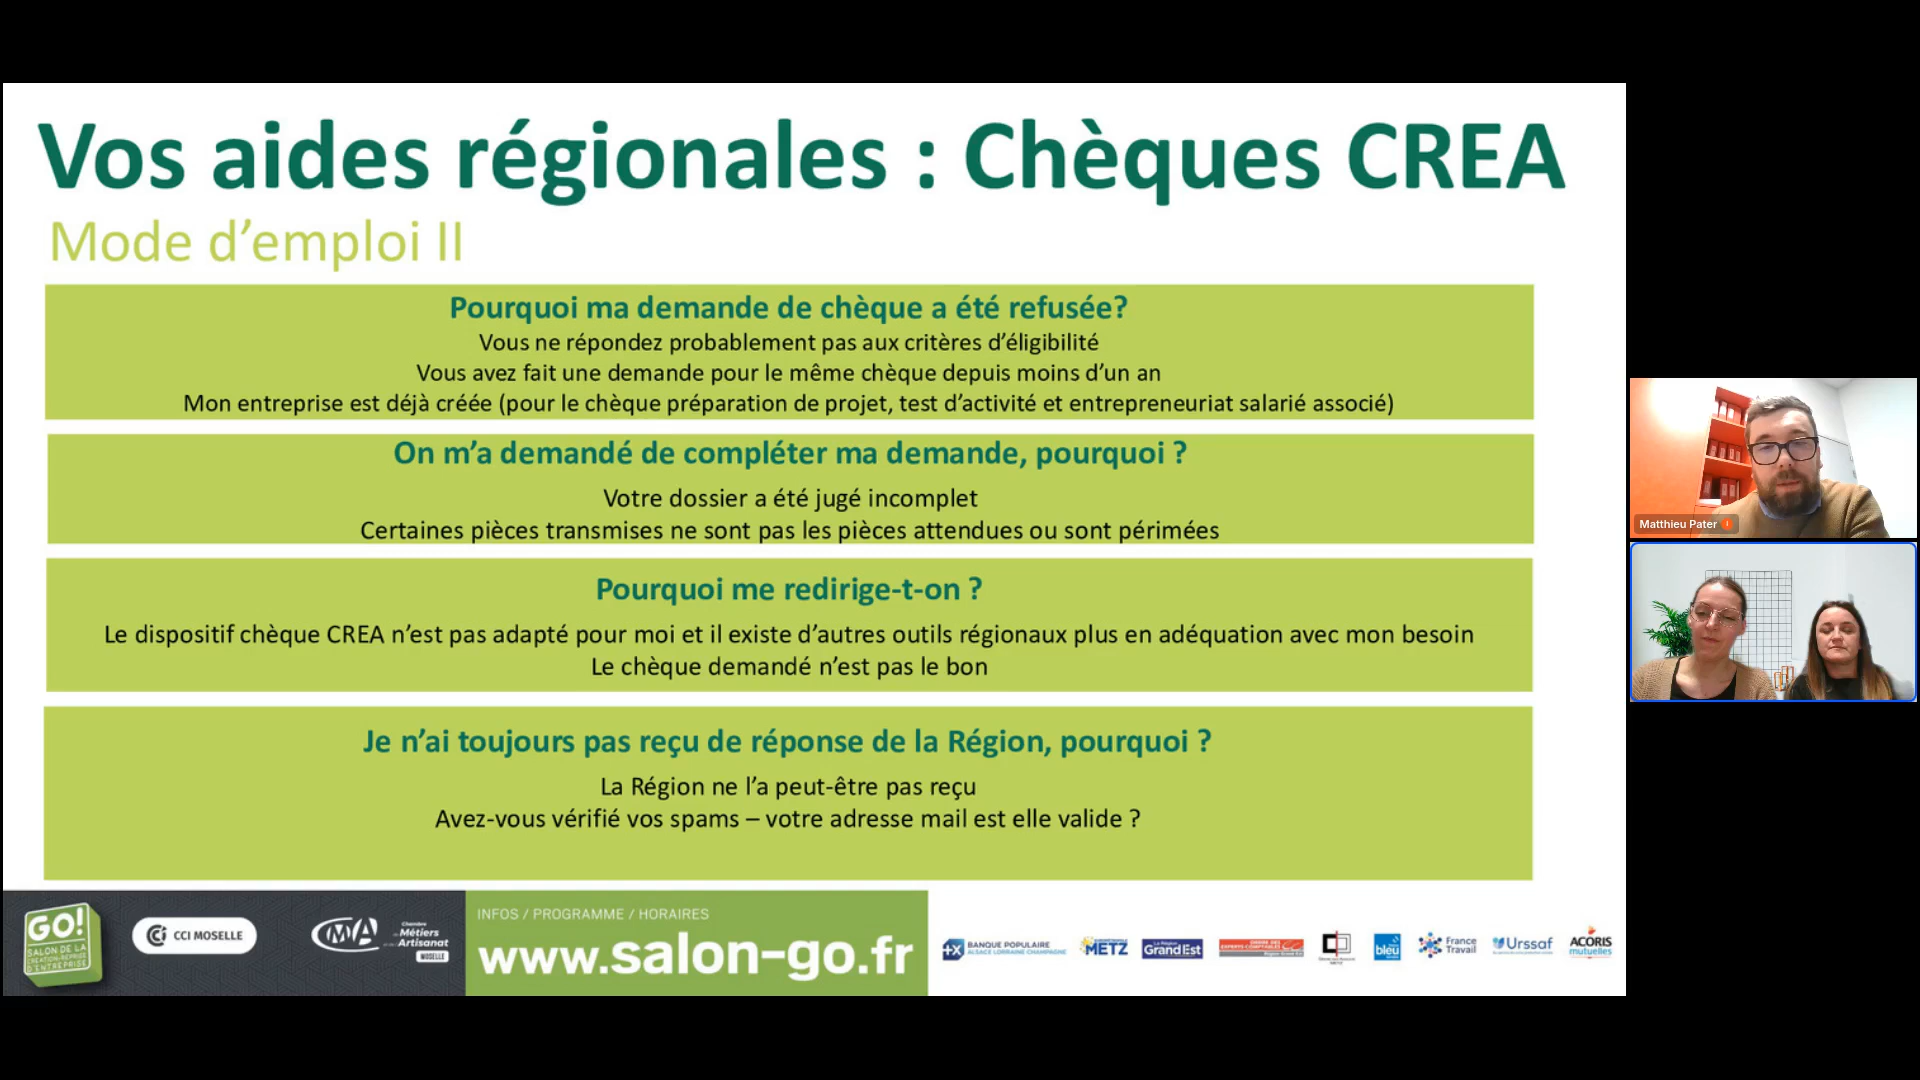 Vos aides régionales : Chèques CREA
Mode d'emploi II
Pourquoi ma demande de chèque a été refusée?
Vous ne répondez probablement pas aux critères d'éligibilité
Vous avez fait une demande pour le même chèque depuis moins d'un an
Mon entreprise est déjà créée (pour le chèque préparation de projet, test d'activité et entrepreneuriat salarié associé)
On m'a demandé de compléter ma demande, pourquoi ?
Votre dossier a été jugé incomplet
Certaines pièces transmises ne sont pas les pièces attendues ou sont périmées
Pourquoi me redirige-t-on ?
Le dispositif chèque CREA n'est pas adapté pour moi et il existe d'autres outils régionaux plus en adéquation avec mon besoin
Le chèque demandé n'est pas le bon
Je n'ai toujours pas reçu de réponse de la Région, pourquoi ?
La Région ne l'a peut-être pas reçu
Avez-vous vérifié vos spams – votre adresse mail est elle valide ?
Matthieu Pater
GO!
SALON DE LA
CRÉATION-REPRISE
D'ENTREPRISE
CCI MOSELLE
CMA
Chambre
de Métiers
et de l'Artisanat
MOSELLE
INFOS / PROGRAMME / HORAIRES
www.salon-go.fr
BANQUE POPULAIRE
ALSACE LORRAINE CHAMPAGNE
METZ
La Région
GrandEst
ORDRE DES
EXPERTS-COMPTABLES
bleu
France
Travail
Urssaf
ACORIS
mutuelles